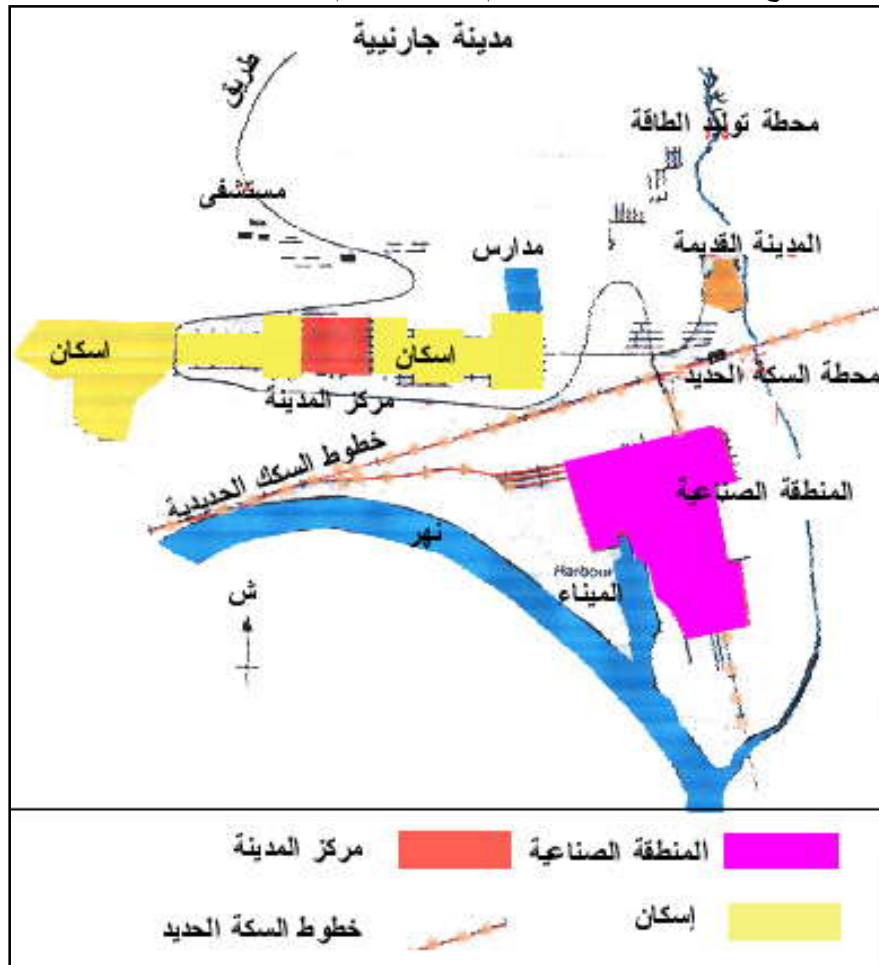 مدينة جارنيية
طريق
محطة توليد الطاقة
مستشفى
مدارس
المدينة القديمة
اسكان
اسكان
محطة السكة الحديد
مركز المدينة
خطوط السكك الحديدية
المنطقة الصناعية
نهر
Harbour
الميناء
ش
المنطقة الصناعية
مركز المدينة
إسكان
خطوط السكة الحديد